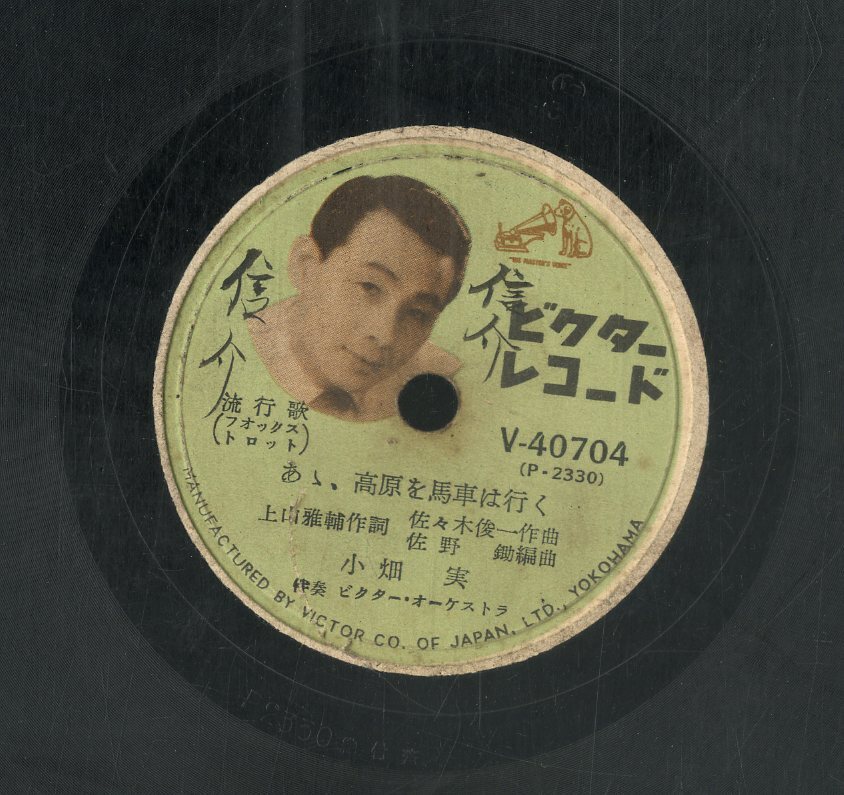 "HIS MASTER'S VOICE"
信介
信介
ビクター
レコード
流行歌
(フオックス
トロット)
V-40704
(P-2330)
あゝ、高原を馬車は行く
上山雅輔作詞 佐々木俊一作曲
佐野 鋤編曲
小畑 実
伴奏 ビクター・オーケストラ
MANUFACTURED BY VICTOR CO. OF JAPAN, LTD., YOKOHAMA